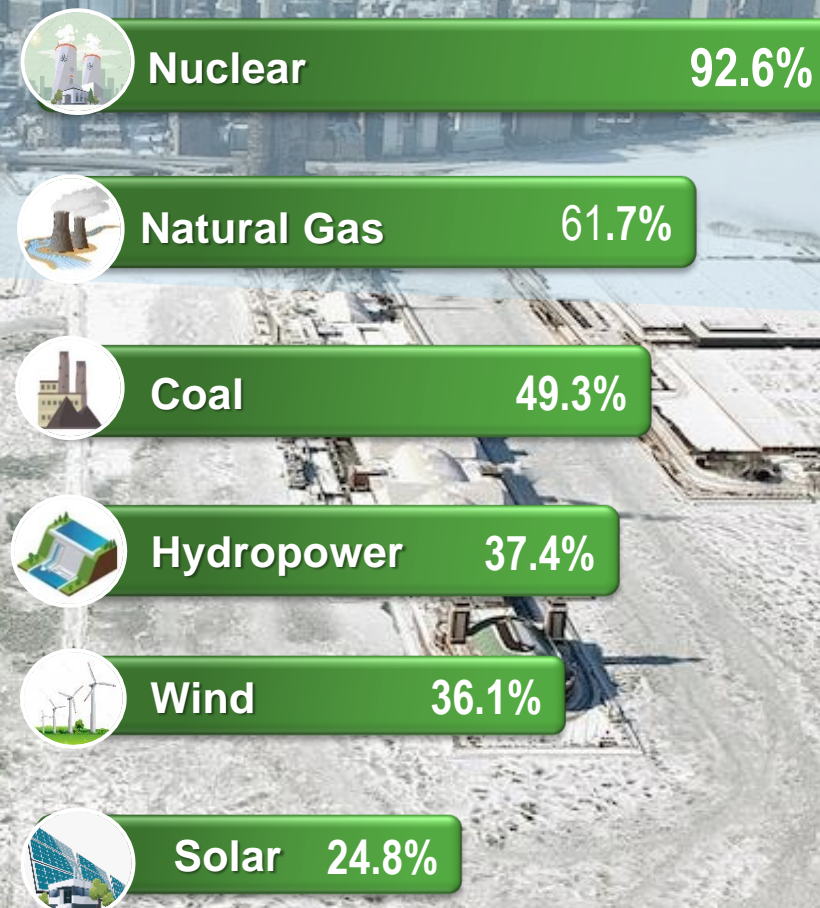 Nuclear 92.6%
Natural Gas 61.7%
Coal 49.3%
Hydropower 37.4%
Wind 36.1%
Solar 24.8%